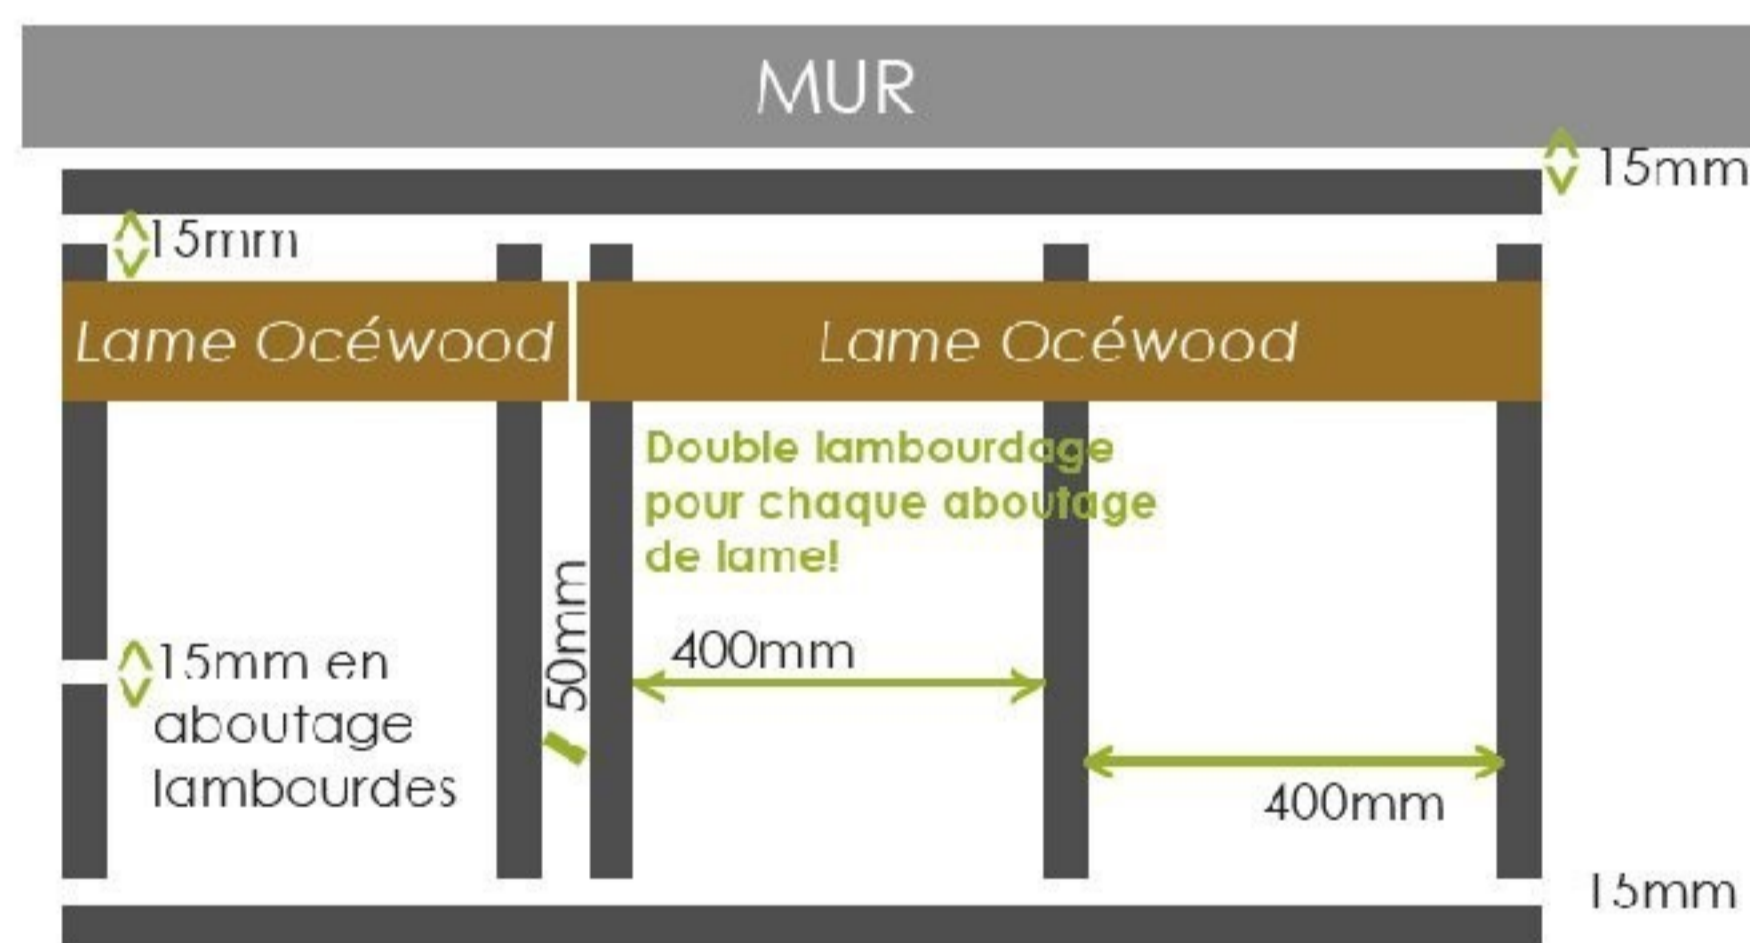 MUR
15mm
15mm
Lame Océwood
Lame Océwood
Double lambourdage
pour chaque aboutage
de lame!
50mm
400mm
15mm en
aboutage
lambourdes
400mm
15mm